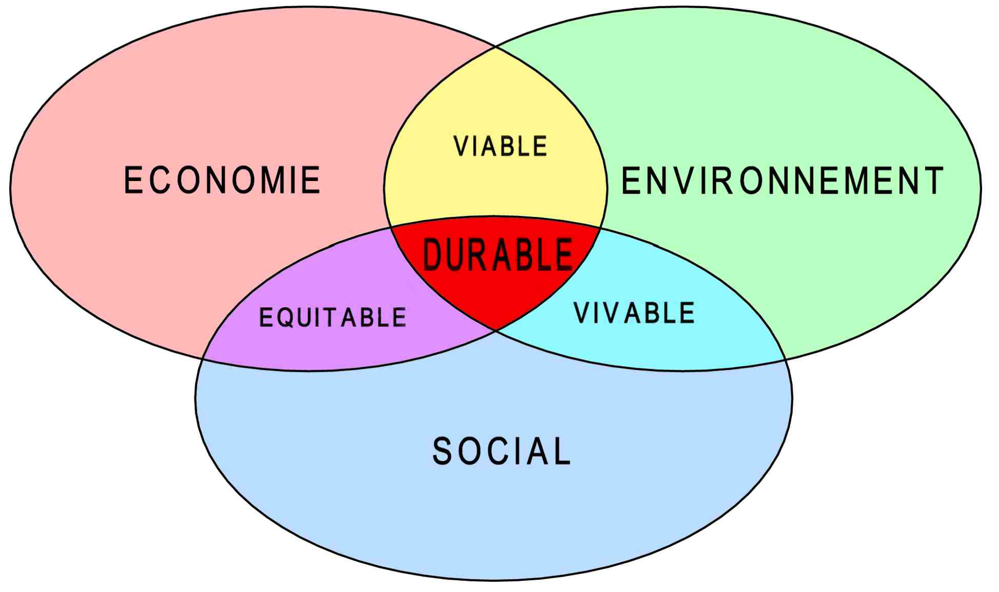 VIABLE
ECONOMIE
ENVIRONNEMENT
DURABLE
EQUITABLE
VIVABLE
SOCIAL